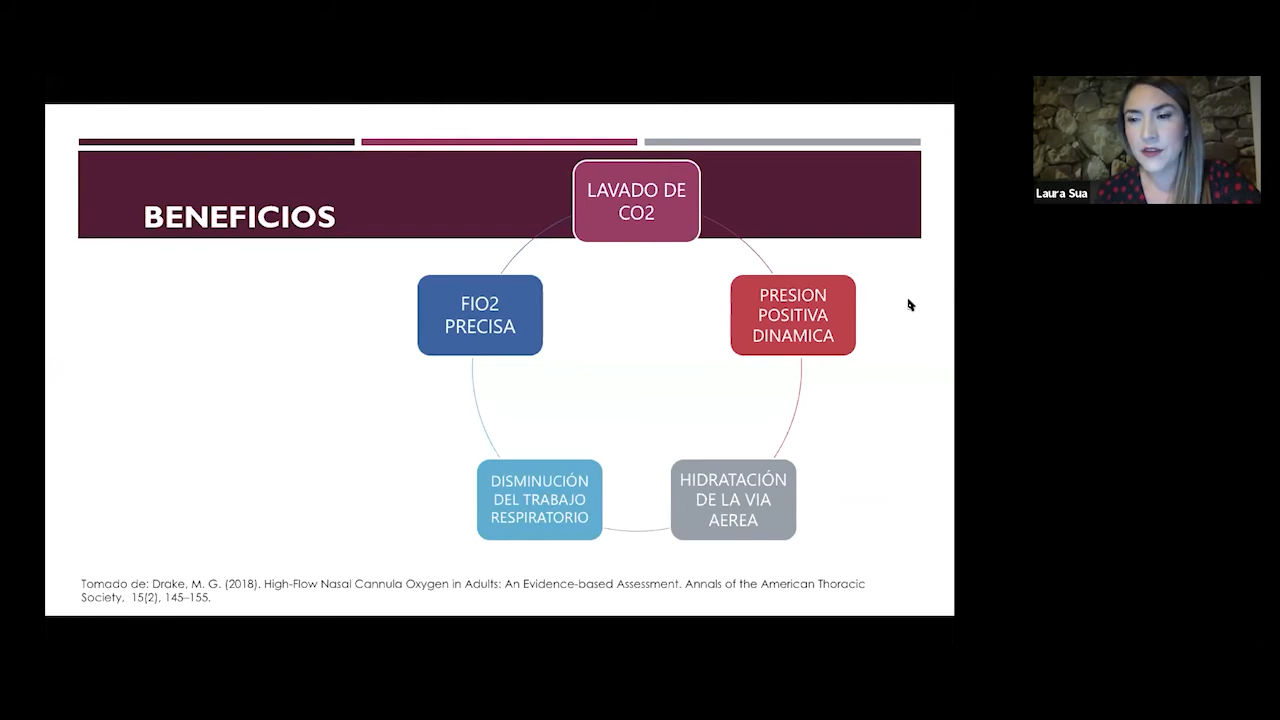 BENEFICIOS
LAVADO DE
CO2
PRESION
POSITIVA
DINAMICA
HIDRATACIÓN
DE LA VIA
AEREA
DISMINUCIÓN
DEL TRABAJO
RESPIRATORIO
FIO2
PRECISA
Tomado de: Drake, M. G. (2018). High-Flow Nasal Cannula Oxygen in Adults: An Evidence-based Assessment. Annals of the American Thoracic
Society, 15(2), 145–155.
Laura Sua